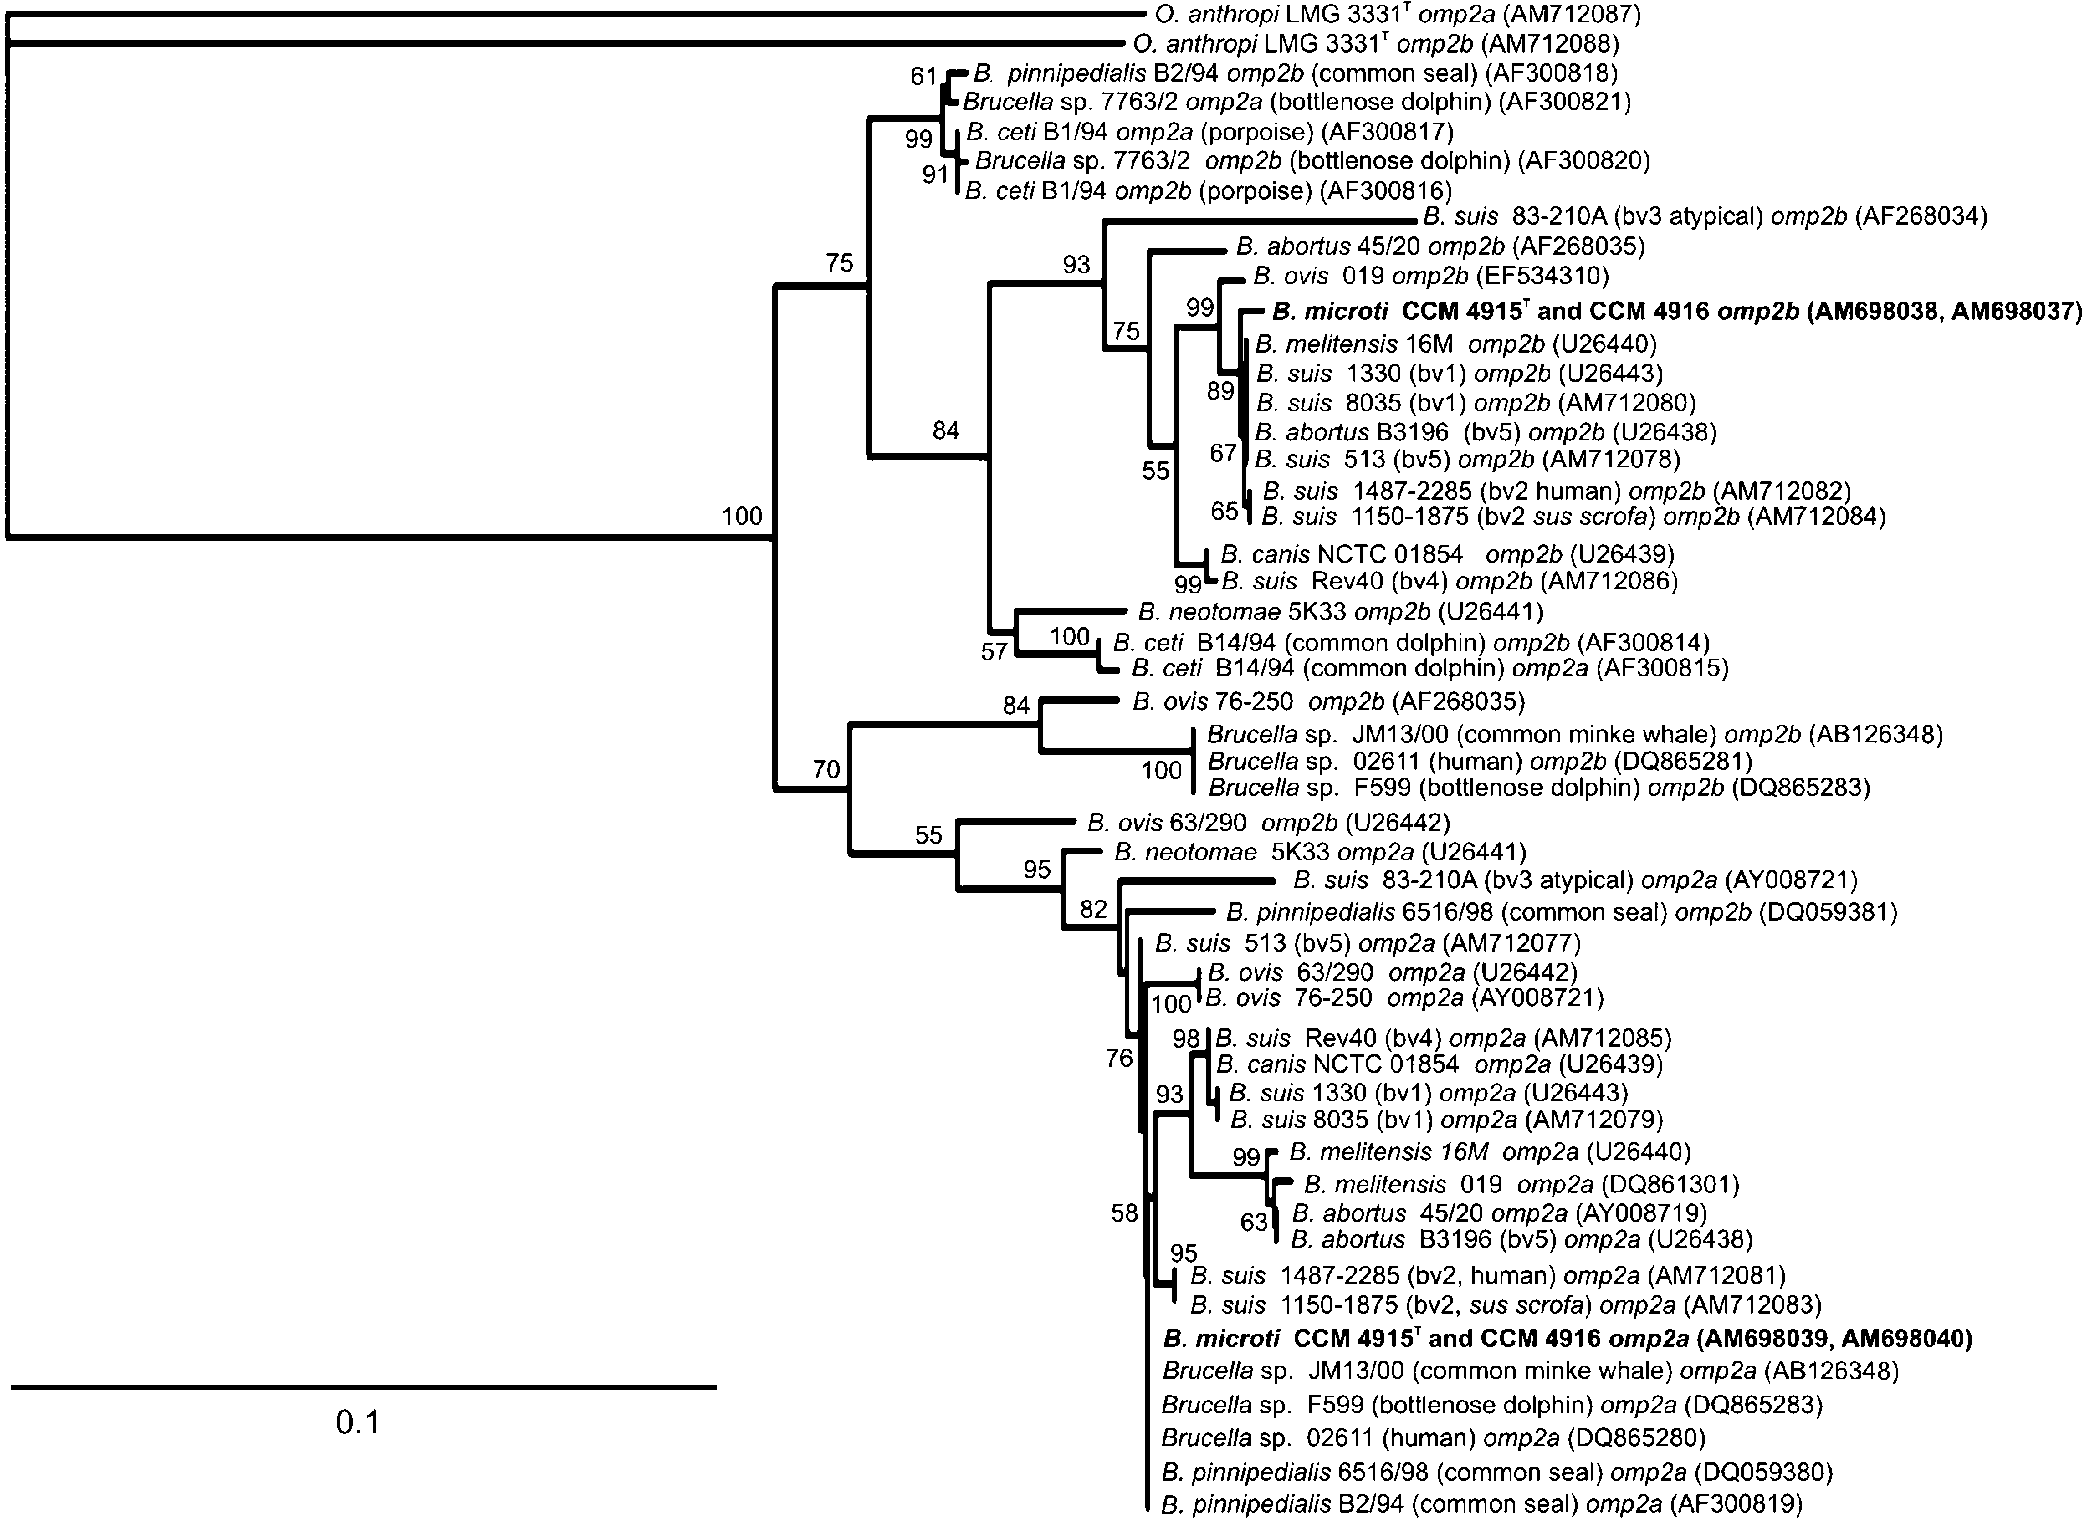 O. anthropi LMG 3331ᵀ omp2a (AM712087)
O. anthropi LMG 3331ᵀ omp2b (AM712088)
61 B. pinnipedialis B2/94 omp2b (common seal) (AF300818)
Brucella sp. 7763/2 omp2a (bottlenose dolphin) (AF300821)
99 B. ceti B1/94 omp2a (porpoise) (AF300817)
Brucella sp. 7763/2 omp2b (bottlenose dolphin) (AF300820)
91 B. ceti B1/94 omp2b (porpoise) (AF300816)
B. suis 83-210A (bv3 atypical) omp2b (AF268034)
B. abortus 45/20 omp2b (AF268035)
75 93 B. ovis 019 omp2b (EF534310)
99 B. microti CCM 4915ᵀ and CCM 4916 omp2b (AM698038, AM698037)
75 B. melitensis 16M omp2b (U26440)
B. suis 1330 (bv1) omp2b (U26443)
89 B. suis 8035 (bv1) omp2b (AM712080)
84 B. abortus B3196 (bv5) omp2b (U26438)
67 B. suis 513 (bv5) omp2b (AM712078)
55 B. suis 1487-2285 (bv2 human) omp2b (AM712082)
100 65 B. suis 1150-1875 (bv2 sus scrofa) omp2b (AM712084)
B. canis NCTC 01854 omp2b (U26439)
99 B. suis Rev40 (bv4) omp2b (AM712086)
B. neotomae 5K33 omp2b (U26441)
57 100 B. ceti B14/94 (common dolphin) omp2b (AF300814)
B. ceti B14/94 (common dolphin) omp2a (AF300815)
84 B. ovis 76-250 omp2b (AF268035)
Brucella sp. JM13/00 (common minke whale) omp2b (AB126348)
70 100 Brucella sp. 02611 (human) omp2b (DQ865281)
Brucella sp. F599 (bottlenose dolphin) omp2b (DQ865283)
55 B. ovis 63/290 omp2b (U26442)
95 B. neotomae 5K33 omp2a (U26441)
B. suis 83-210A (bv3 atypical) omp2a (AY008721)
82 B. pinnipedialis 6516/98 (common seal) omp2b (DQ059381)
B. suis 513 (bv5) omp2a (AM712077)
B. ovis 63/290 omp2a (U26442)
100 B. ovis 76-250 omp2a (AY008721)
98 B. suis Rev40 (bv4) omp2a (AM712085)
76 B. canis NCTC 01854 omp2a (U26439)
93 B. suis 1330 (bv1) omp2a (U26443)
B. suis 8035 (bv1) omp2a (AM712079)
99 B. melitensis 16M omp2a (U26440)
B. melitensis 019 omp2a (DQ861301)
58 63 B. abortus 45/20 omp2a (AY008719)
B. abortus B3196 (bv5) omp2a (U26438)
95 B. suis 1487-2285 (bv2, human) omp2a (AM712081)
B. suis 1150-1875 (bv2, sus scrofa) omp2a (AM712083)
B. microti CCM 4915ᵀ and CCM 4916 omp2a (AM698039, AM698040)
Brucella sp. JM13/00 (common minke whale) omp2a (AB126348)
Brucella sp. F599 (bottlenose dolphin) omp2a (DQ865283)
0.1
Brucella sp. 02611 (human) omp2a (DQ865280)
B. pinnipedialis 6516/98 (common seal) omp2a (DQ059380)
B. pinnipedialis B2/94 (common seal) omp2a (AF300819)